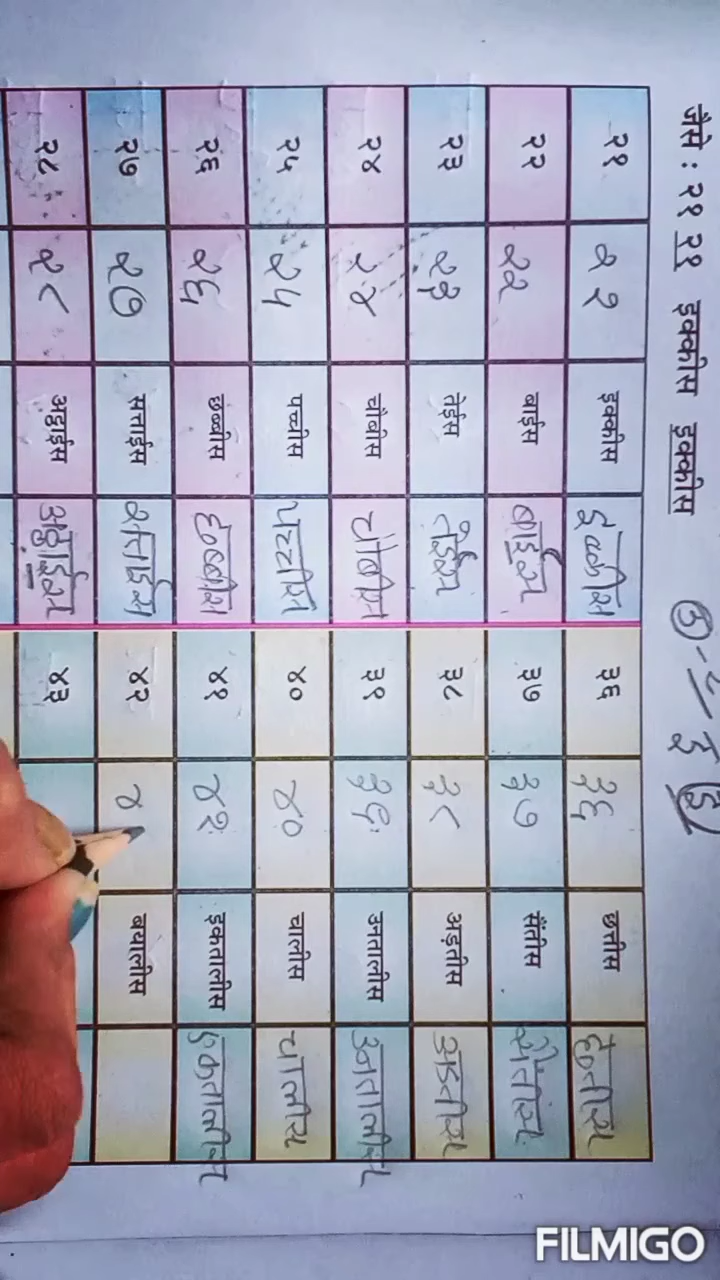 जैसे : २१ २१ इक्कीस इक्कीस
२१ २१ इक्कीस इक्कीस ३६ ३६ छत्तीस छत्तीस
२२ २२ बाईस बाईस ३७ ३७ सैंतीस सैंतीस
२३ २३ तेईस तेईस ३८ ३८ अड़तीस अडतीस
२४ २४ चौबीस चौबीस ३९ ३९ उनतालीस उनतालीस
२५ २५ पच्चीस पच्चीस ४० ४० चालीस चालीस
२६ २६ छब्बीस छब्बीस ४१ ४१ इकतालीस एकतालीस
२७ २७ सत्ताईस सत्ताईस ४२ ४ बयालीस
२८ २८ अट्ठाईस अठ्ठाईस ४३
FILMIGO